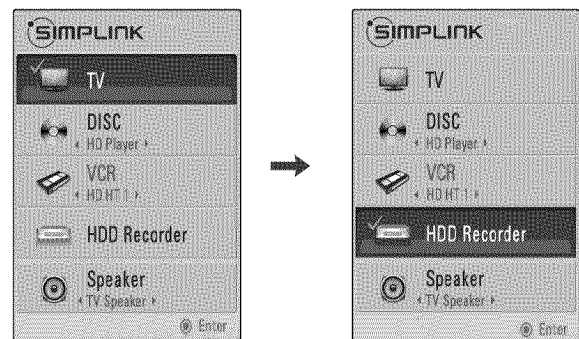 SIMPLINK
TV
DISC
◄ HD Player ►
VCR
◄ HD HT 1 ►
HDD Recorder
Speaker
◄ TV Speaker ►
Enter
SIMPLINK
TV
DISC
◄ HD Player ►
VCR
◄ HD HT 1 ►
HDD Recorder
Speaker
◄ TV Speaker ►
Enter